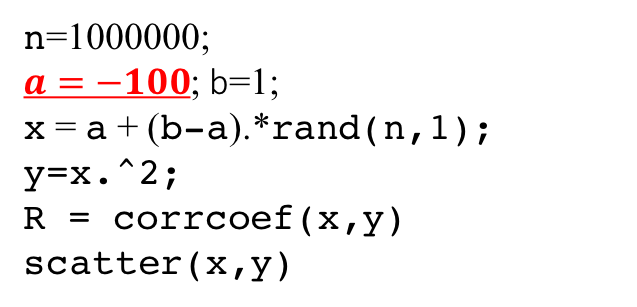 n=1000000;
a = −100; b=1;
x = a + (b-a).*rand(n,1);
y=x.^2;
R = corrcoef(x,y)
scatter(x,y)